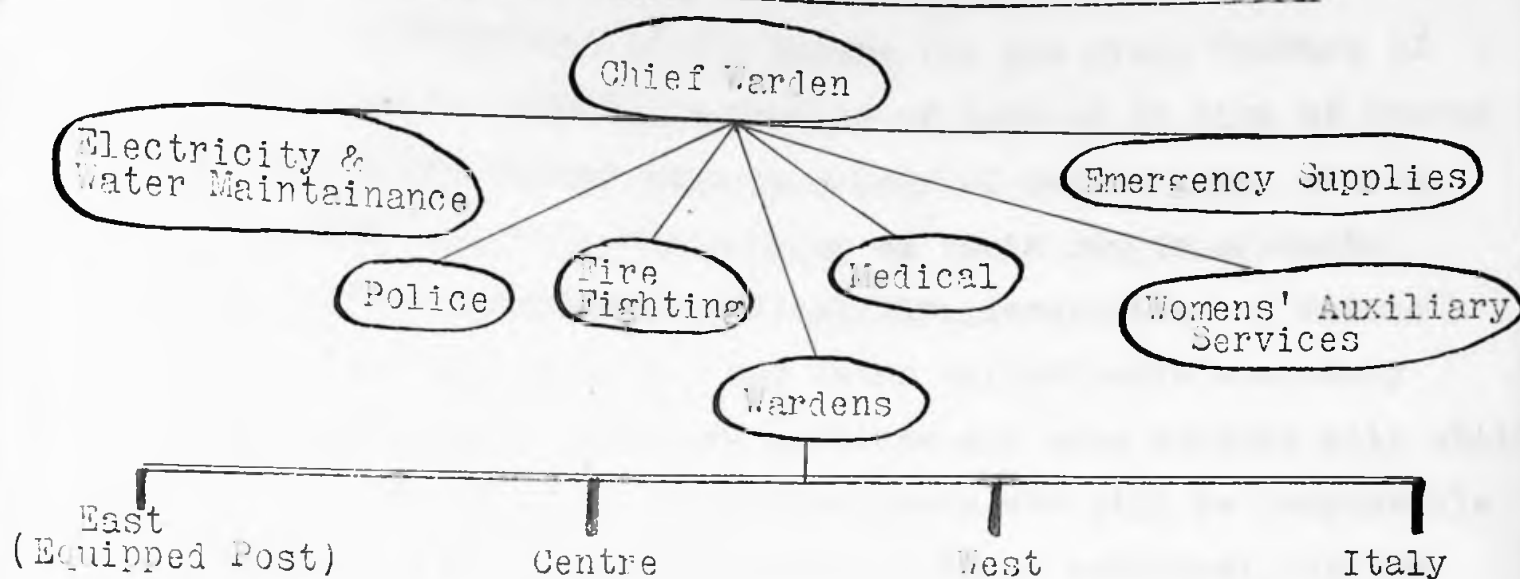 Chief Warden
Electricity &
Water Maintainance
Emergency Supplies
Police
Fire
Fighting
Medical
Womens' Auxiliary
Services
Wardens
East
(Equipped Post)
Centre
West
Italy